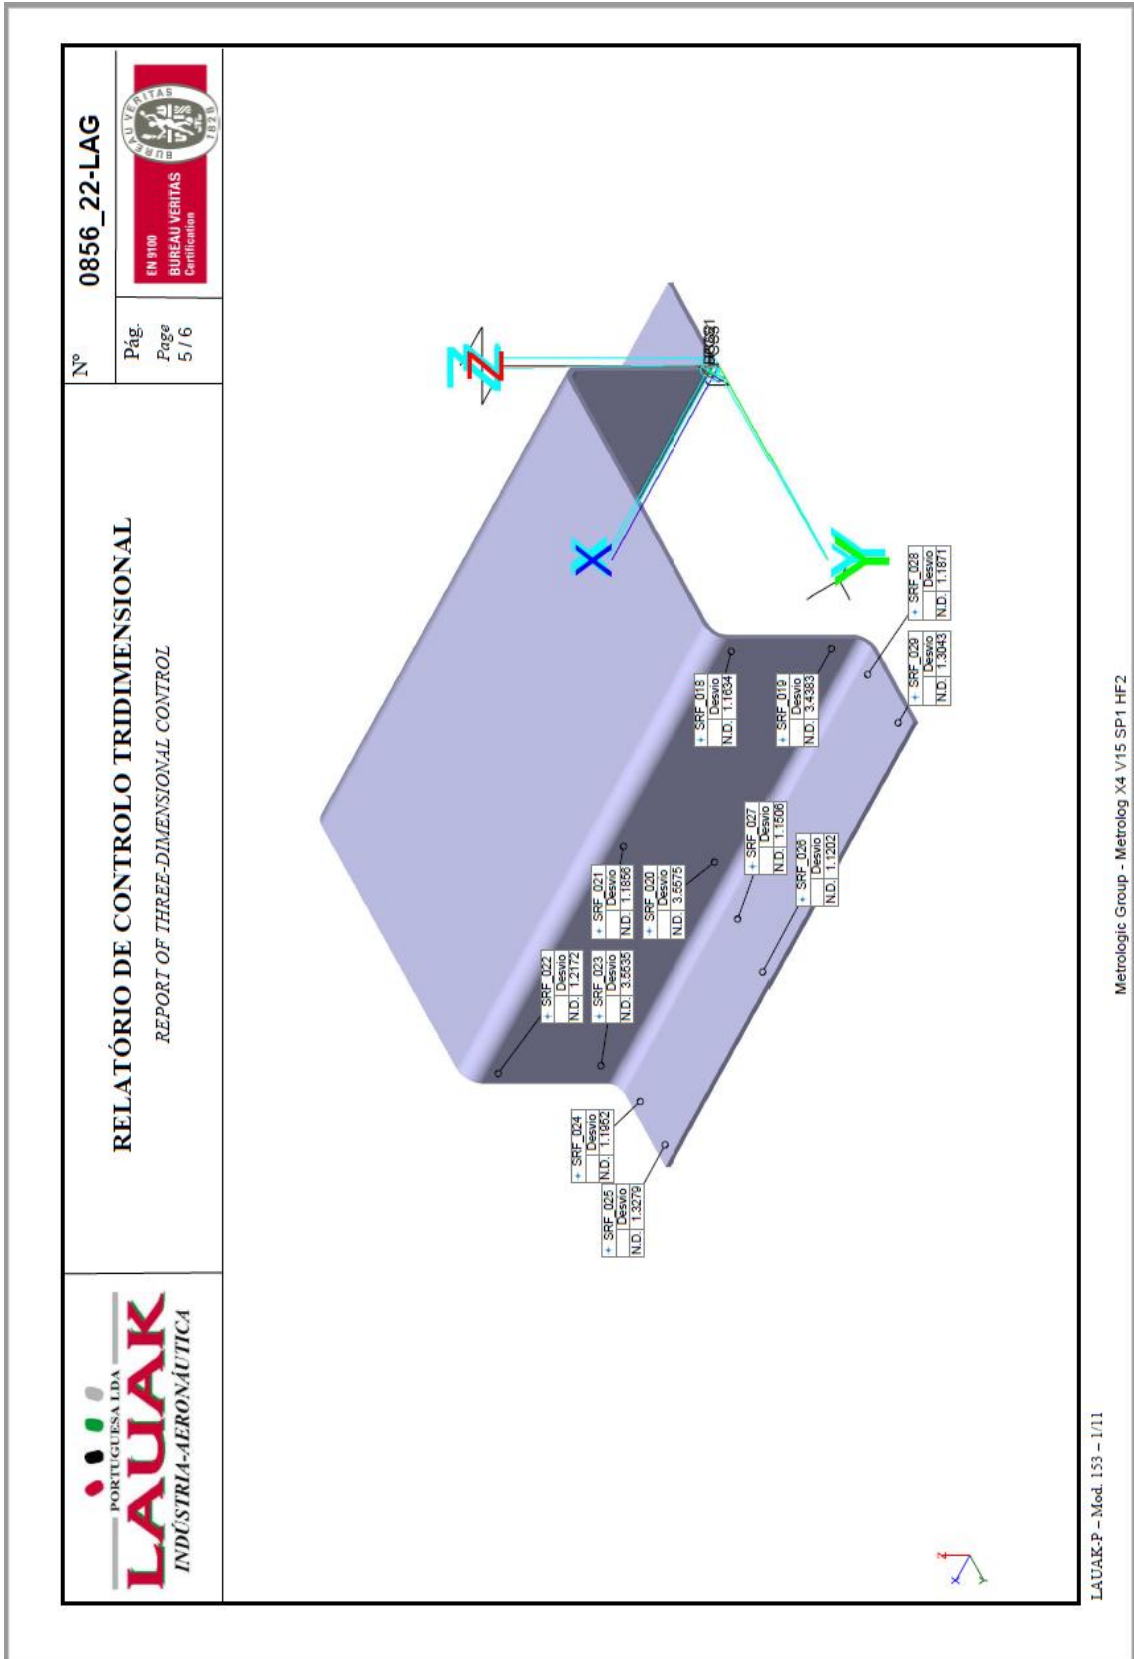 PORTUGUESA LDA
LAUAK
INDÚSTRIA-AERONÁUTICA
RELATÓRIO DE CONTROLO TRIDIMENSIONAL
REPORT OF THREE-DIMENSIONAL CONTROL
Nº
0856_22-LAG
Pág.
Page
5 / 6
EN 9100
BUREAU VERITAS
Certification
BUREAU VERITAS
1828
Z
Z
X
Y
SRF_025
Desvio
N.D. 1.3279
SRF_024
Desvio
N.D. 1.1952
SRF_022
Desvio
N.D. 1.2172
SRF_023
Desvio
N.D. 3.5535
SRF_021
Desvio
N.D. 1.1856
SRF_020
Desvio
N.D. 3.5575
SRF_027
Desvio
N.D. 1.1506
SRF_026
Desvio
N.D. 1.1202
SRF_018
Desvio
N.D. 1.1634
SRF_019
Desvio
N.D. 3.4383
SRF_029
Desvio
N.D. 1.3043
SRF_028
Desvio
N.D. 1.1871
Z
X
Y
LAUAK-P – Mod. 153 – 1/11
Metrologic Group - Metrolog X4 V15 SP1 HF2